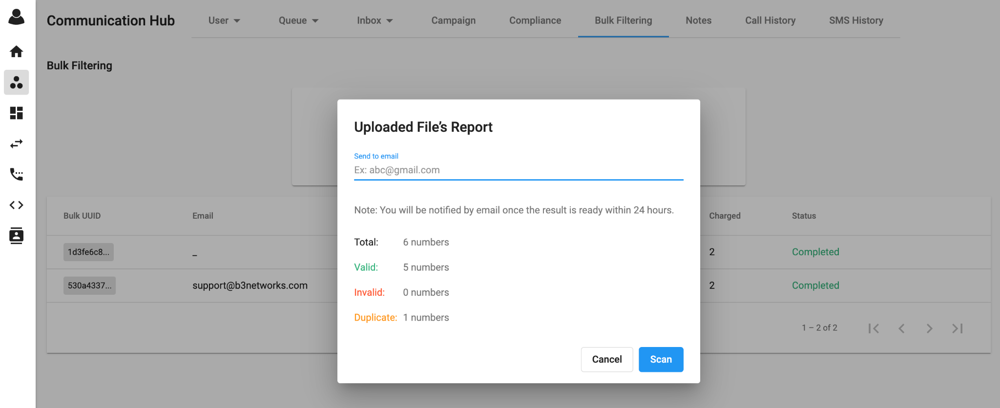 Communication Hub
User
Queue
Inbox
Campaign
Compliance
Bulk Filtering
Notes
Call History
SMS History
Bulk Filtering
Uploaded File’s Report
Send to email
Ex: abc@gmail.com
Note: You will be notified by email once the result is ready within 24 hours.
Total: 6 numbers
Valid: 5 numbers
Invalid: 0 numbers
Duplicate: 1 numbers
Cancel
Scan
Bulk UUID Email Charged Status
1d3fe6c8... _ 2 Completed
530a4337... support@b3networks.com 2 Completed
1 – 2 of 2